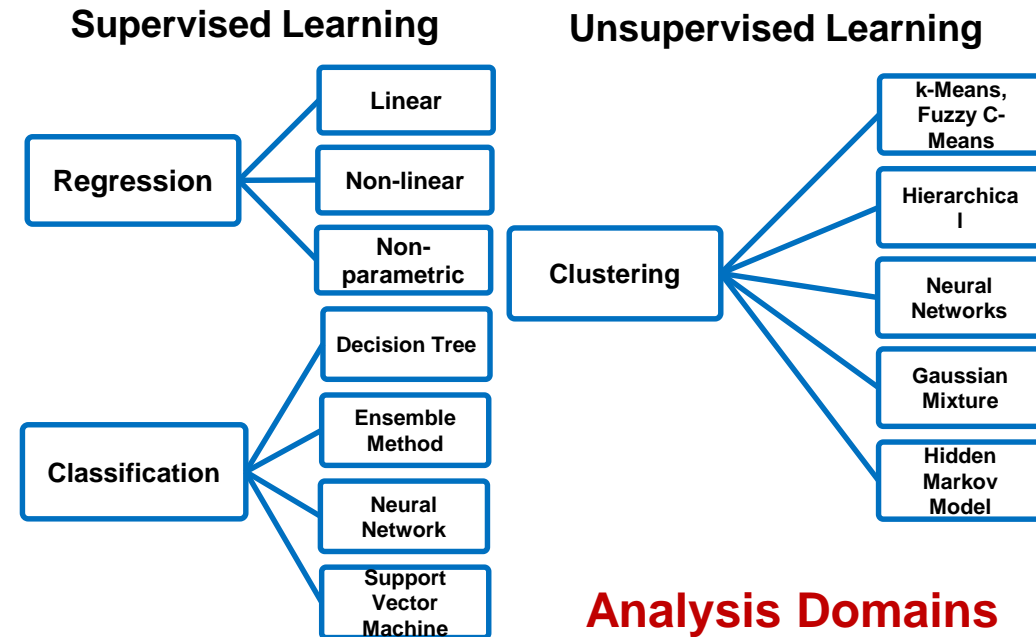 Supervised Learning
Regression
Linear
Non-linear
Non-
parametric
Classification
Decision Tree
Ensemble
Method
Neural
Network
Support
Vector
Machine
Unsupervised Learning
Clustering
k-Means,
Fuzzy C-
Means
Hierarchica
l
Neural
Networks
Gaussian
Mixture
Hidden
Markov
Model
Analysis Domains